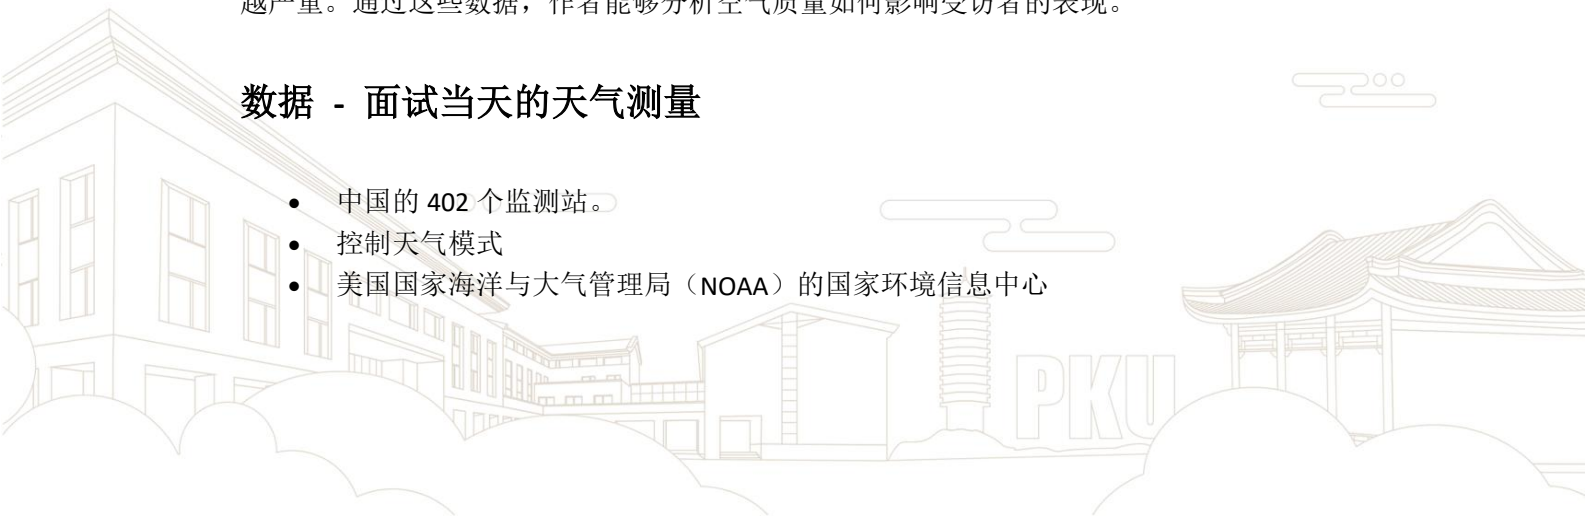 越严重。通过这些数据，作者能够分析空气质量如何影响受访者的表现。
数据 - 面试当天的天气测量
• 中国的 402 个监测站。
• 控制天气模式
• 美国国家海洋与大气管理局（NOAA）的国家环境信息中心
PKU